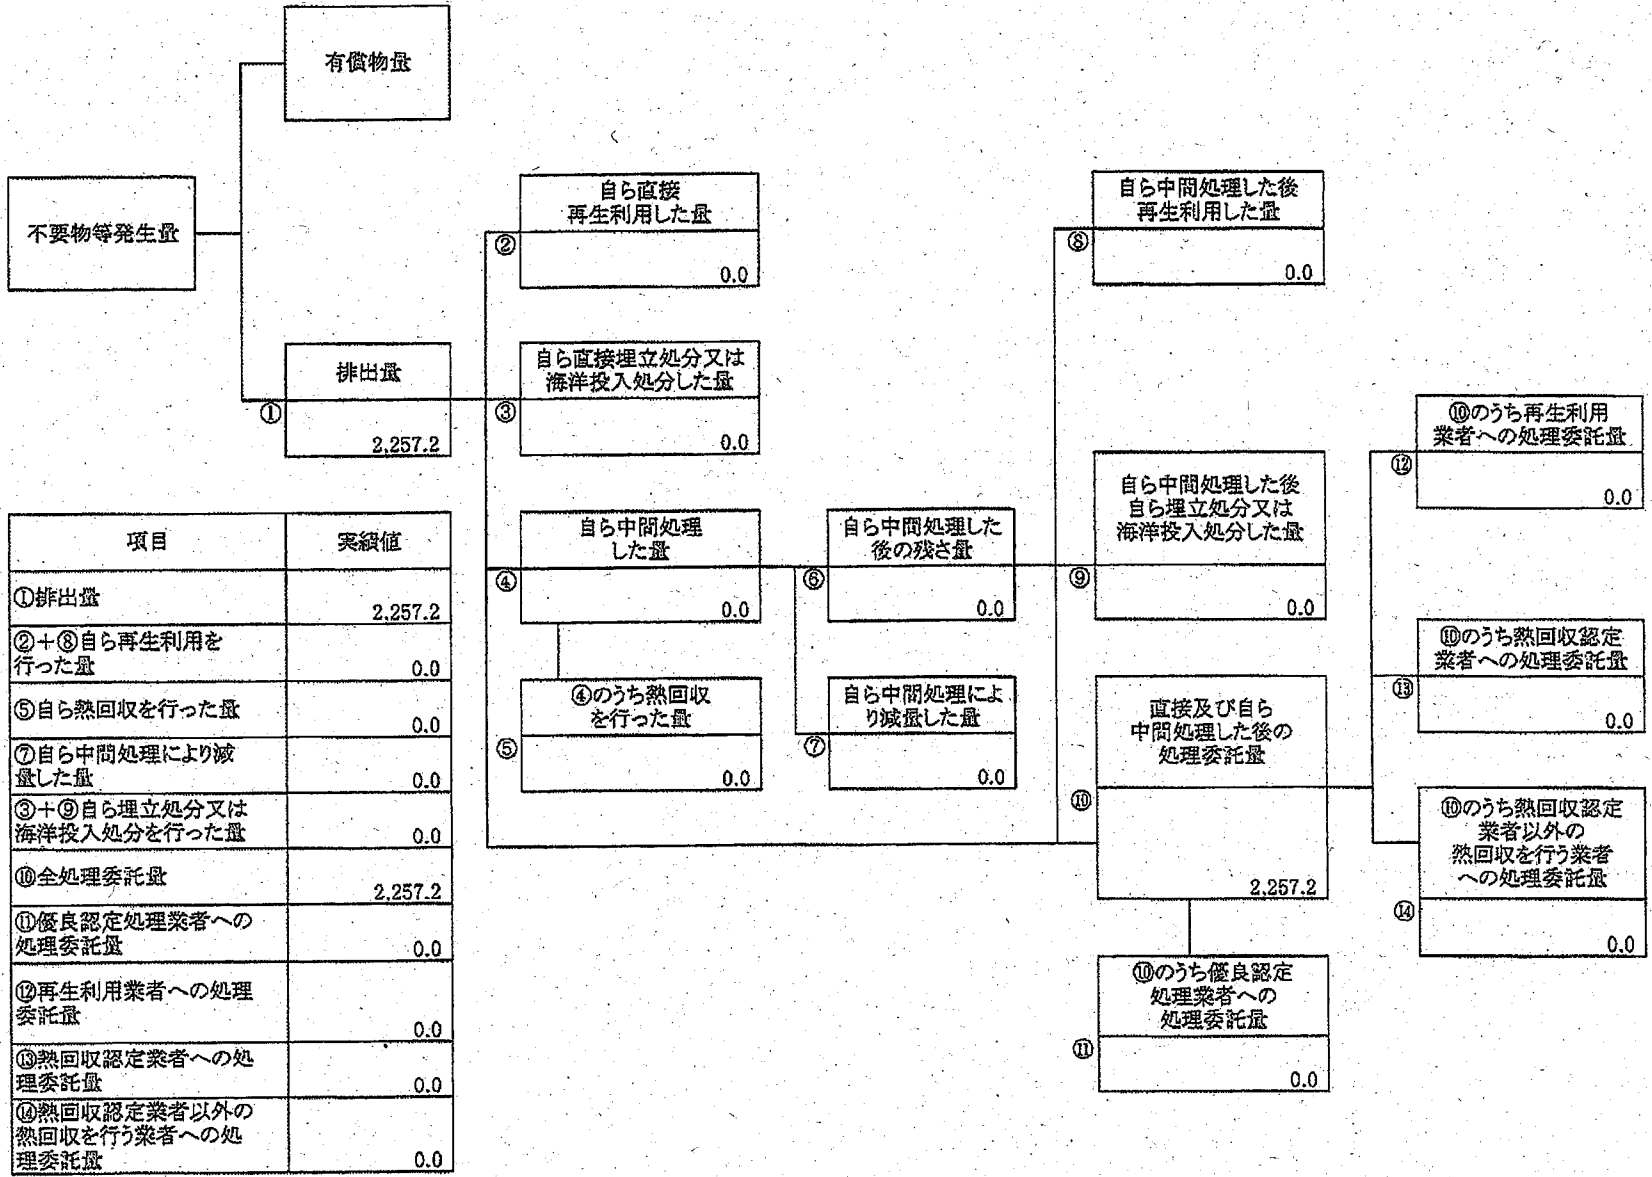 有償物量
不要物等発生量
排出量
①
2,257.2
自ら直接
再生利用した量
②
0.0
自ら直接埋立処分又は
海洋投入処分した量
③
0.0
自ら中間処理
した量
④
0.0
④のうち熱回収
を行った量
⑤
0.0
自ら中間処理した
後の残さ量
⑥
0.0
自ら中間処理によ
り減量した量
⑦
0.0
自ら中間処理した後
再生利用した量
⑧
0.0
自ら中間処理した後
自ら埋立処分又は
海洋投入処分した量
⑨
0.0
直接及び自ら
中間処理した後の
処理委託量
⑩
2,257.2
⑩のうち優良認定
処理業者への
処理委託量
⑪
0.0
⑩のうち再生利用
業者への処理委託量
⑫
0.0
⑩のうち熱回収認定
業者への処理委託量
⑬
0.0
⑩のうち熱回収認定
業者以外の
熱回収を行う業者
への処理委託量
⑭
0.0
項目 実績値
①排出量
2,257.2
②+⑧自ら再生利用を
行った量 0.0
⑤自ら熱回収を行った量
0.0
⑦自ら中間処理により減
量した量 0.0
③+⑨自ら埋立処分又は
海洋投入処分を行った量 0.0
⑩全処理委託量
2,257.2
⑪優良認定処理業者への
処理委託量 0.0
⑫再生利用業者への処理
委託量
0.0
⑬熱回収認定業者への処
理委託量 0.0
⑭熱回収認定業者以外の
熱回収を行う業者への処
理委託量 0.0